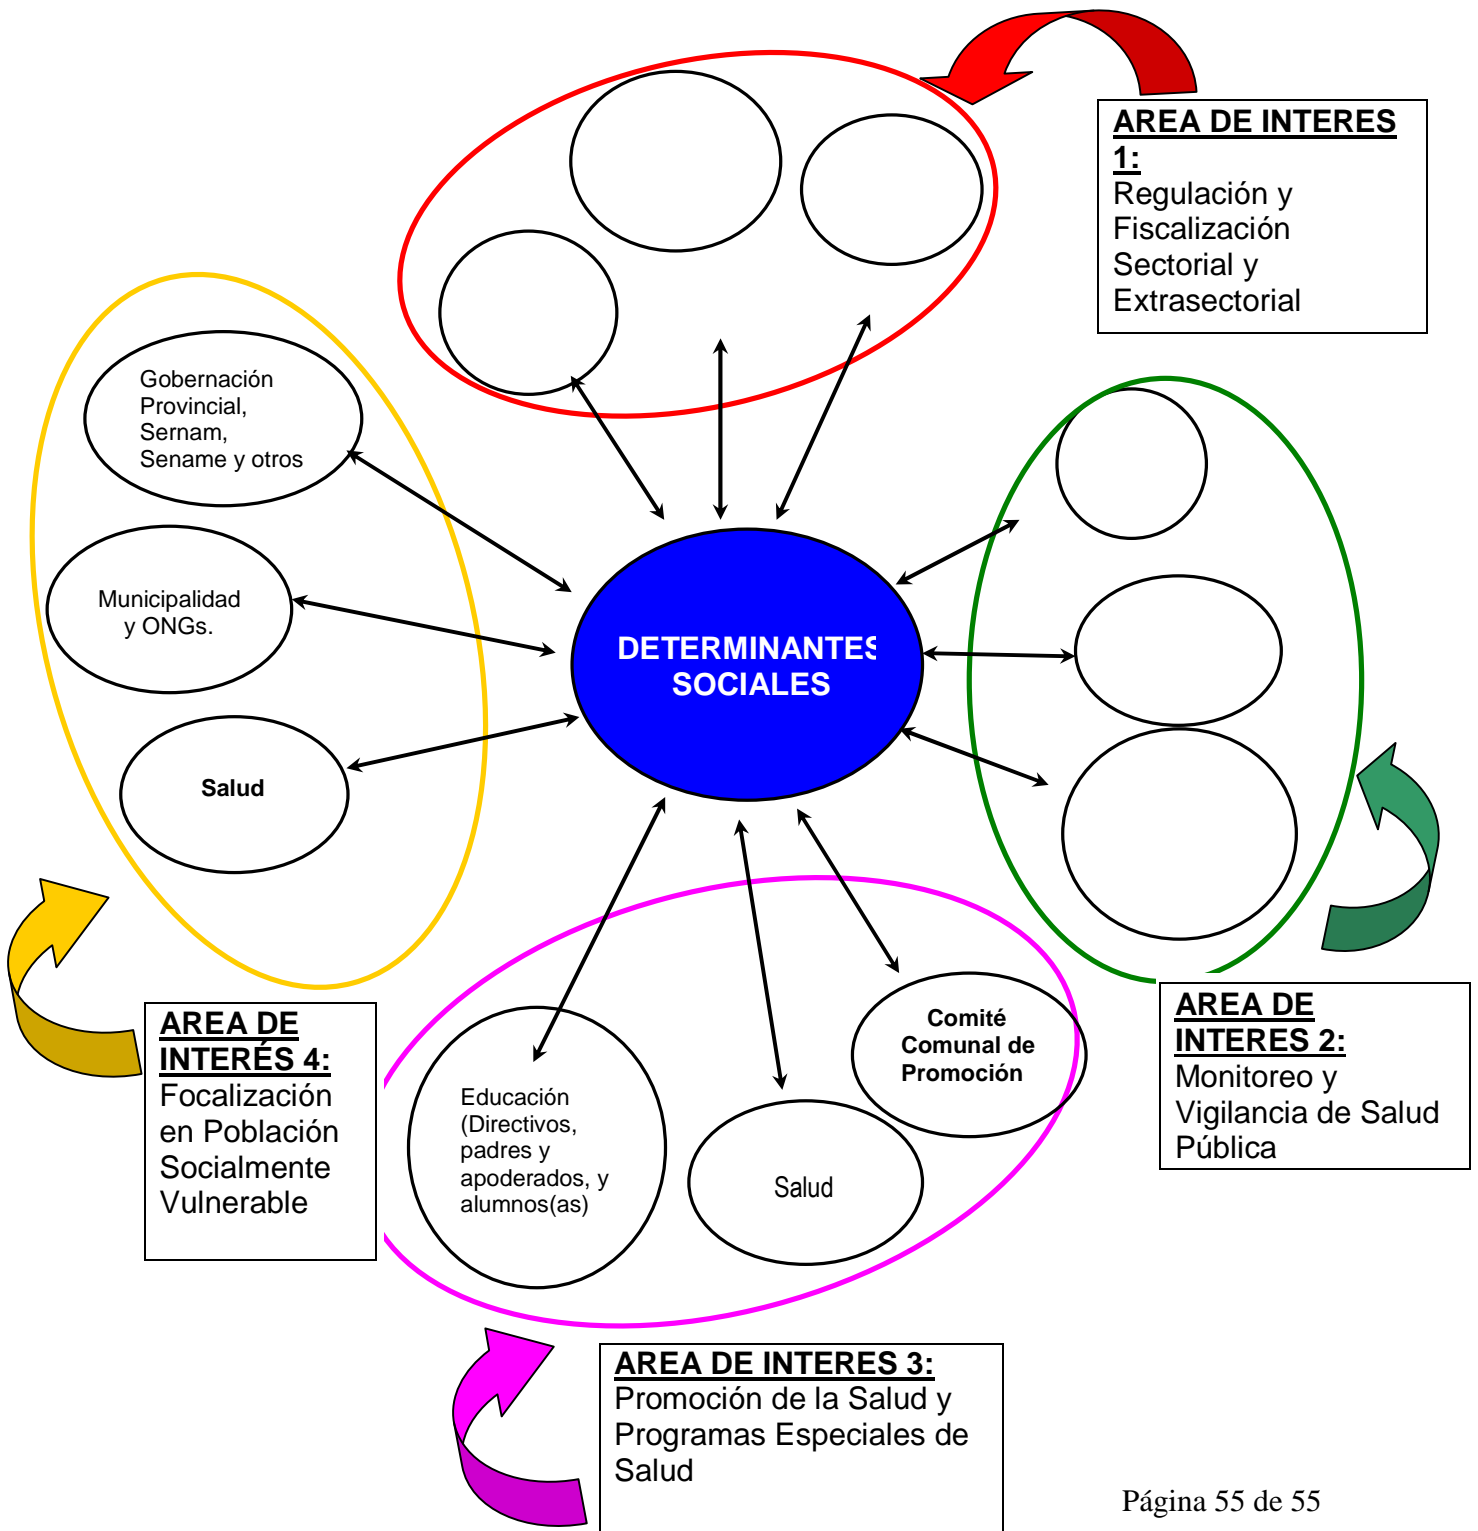 AREA DE INTERES
1:
Regulación y
Fiscalización
Sectorial y
Extrasectorial
Gobernación
Provincial,
Sernam,
Sename y otros
Municipalidad
y ONGs.
Salud
DETERMINANTES
SOCIALES
AREA DE
INTERES 2:
Monitoreo y
Vigilancia de Salud
Pública
AREA DE
INTERÉS 4:
Focalización
en Población
Socialmente
Vulnerable
Educación
(Directivos,
padres y
apoderados, y
alumnos(as)
Salud
Comité
Comunal de
Promoción
AREA DE INTERES 3:
Promoción de la Salud y
Programas Especiales de
Salud
Página 55 de 55